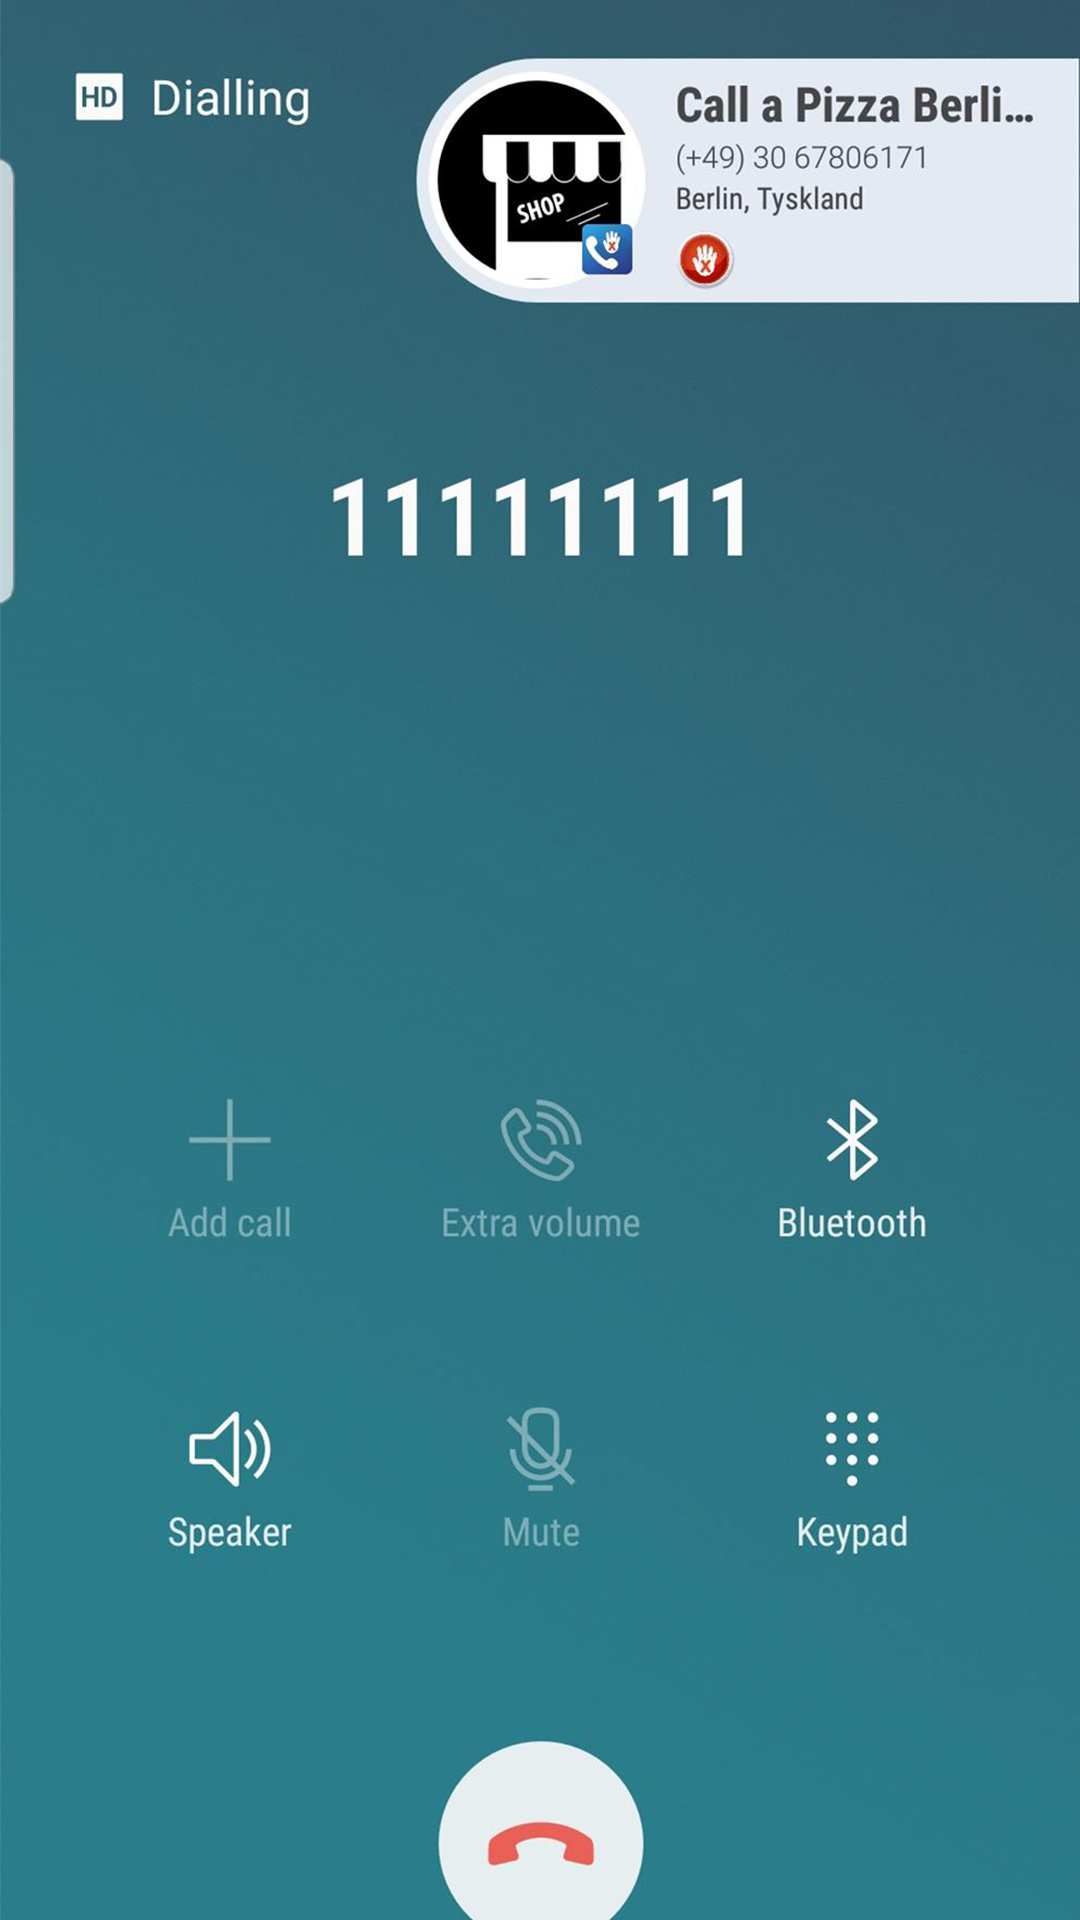 HD Dialling
Call a Pizza Berli...
(+49) 30 67806171
Berlin, Tyskland
SHOP
11111111
Add call
Extra volume
Bluetooth
Speaker
Mute
Keypad